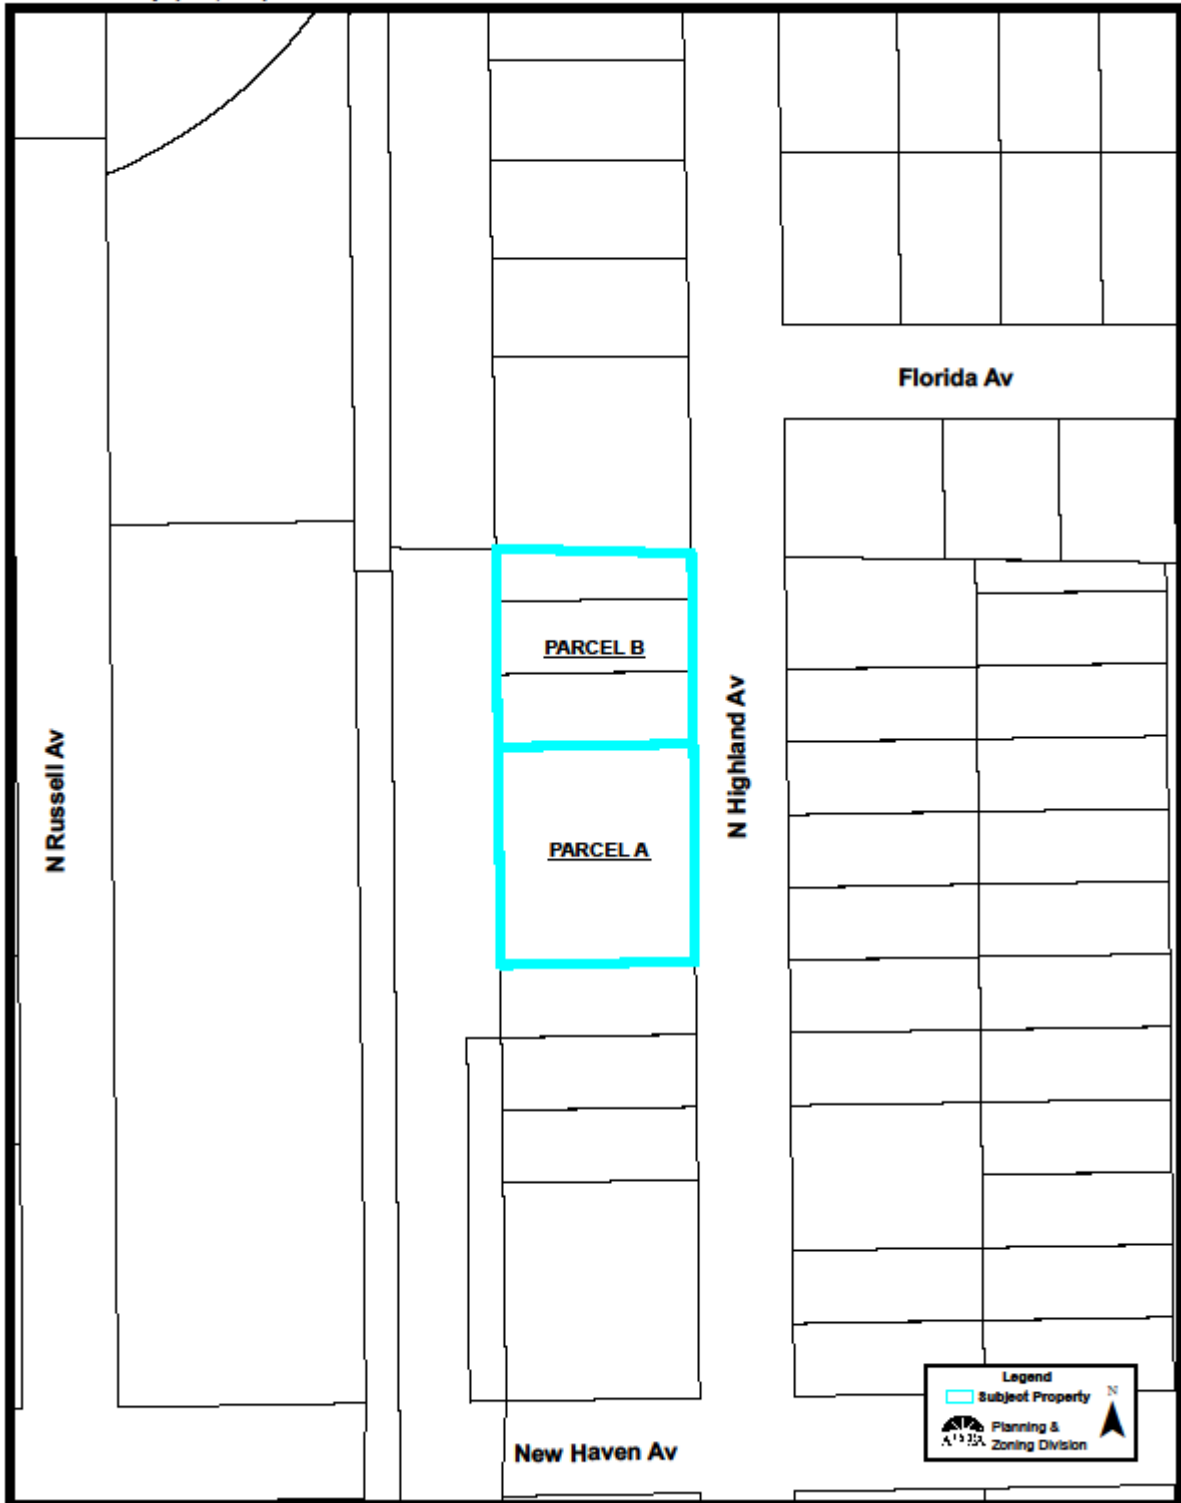 Florida Av
PARCEL B
N Highland Av
N Russell Av
PARCEL A
New Haven Av
Legend
Subject Property
N
Planning &
Zoning Division